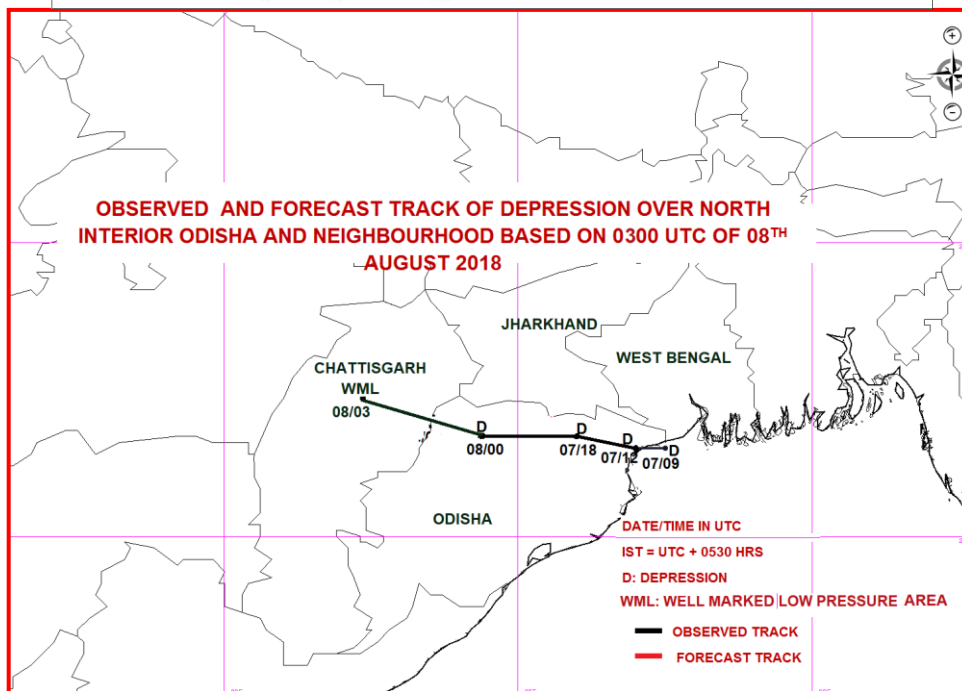 OBSERVED AND FORECAST TRACK OF DEPRESSION OVER NORTH
INTERIOR ODISHA AND NEIGHBOURHOOD BASED ON 0300 UTC OF 08TH
AUGUST 2018
JHARKHAND
WEST BENGAL
CHATTISGARH
WML
08/03
D
08/00
D
07/18
D
07/12
D
07/09
ODISHA
DATE/TIME IN UTC
IST = UTC + 0530 HRS
D: DEPRESSION
WML: WELL MARKED LOW PRESSURE AREA
OBSERVED TRACK
FORECAST TRACK